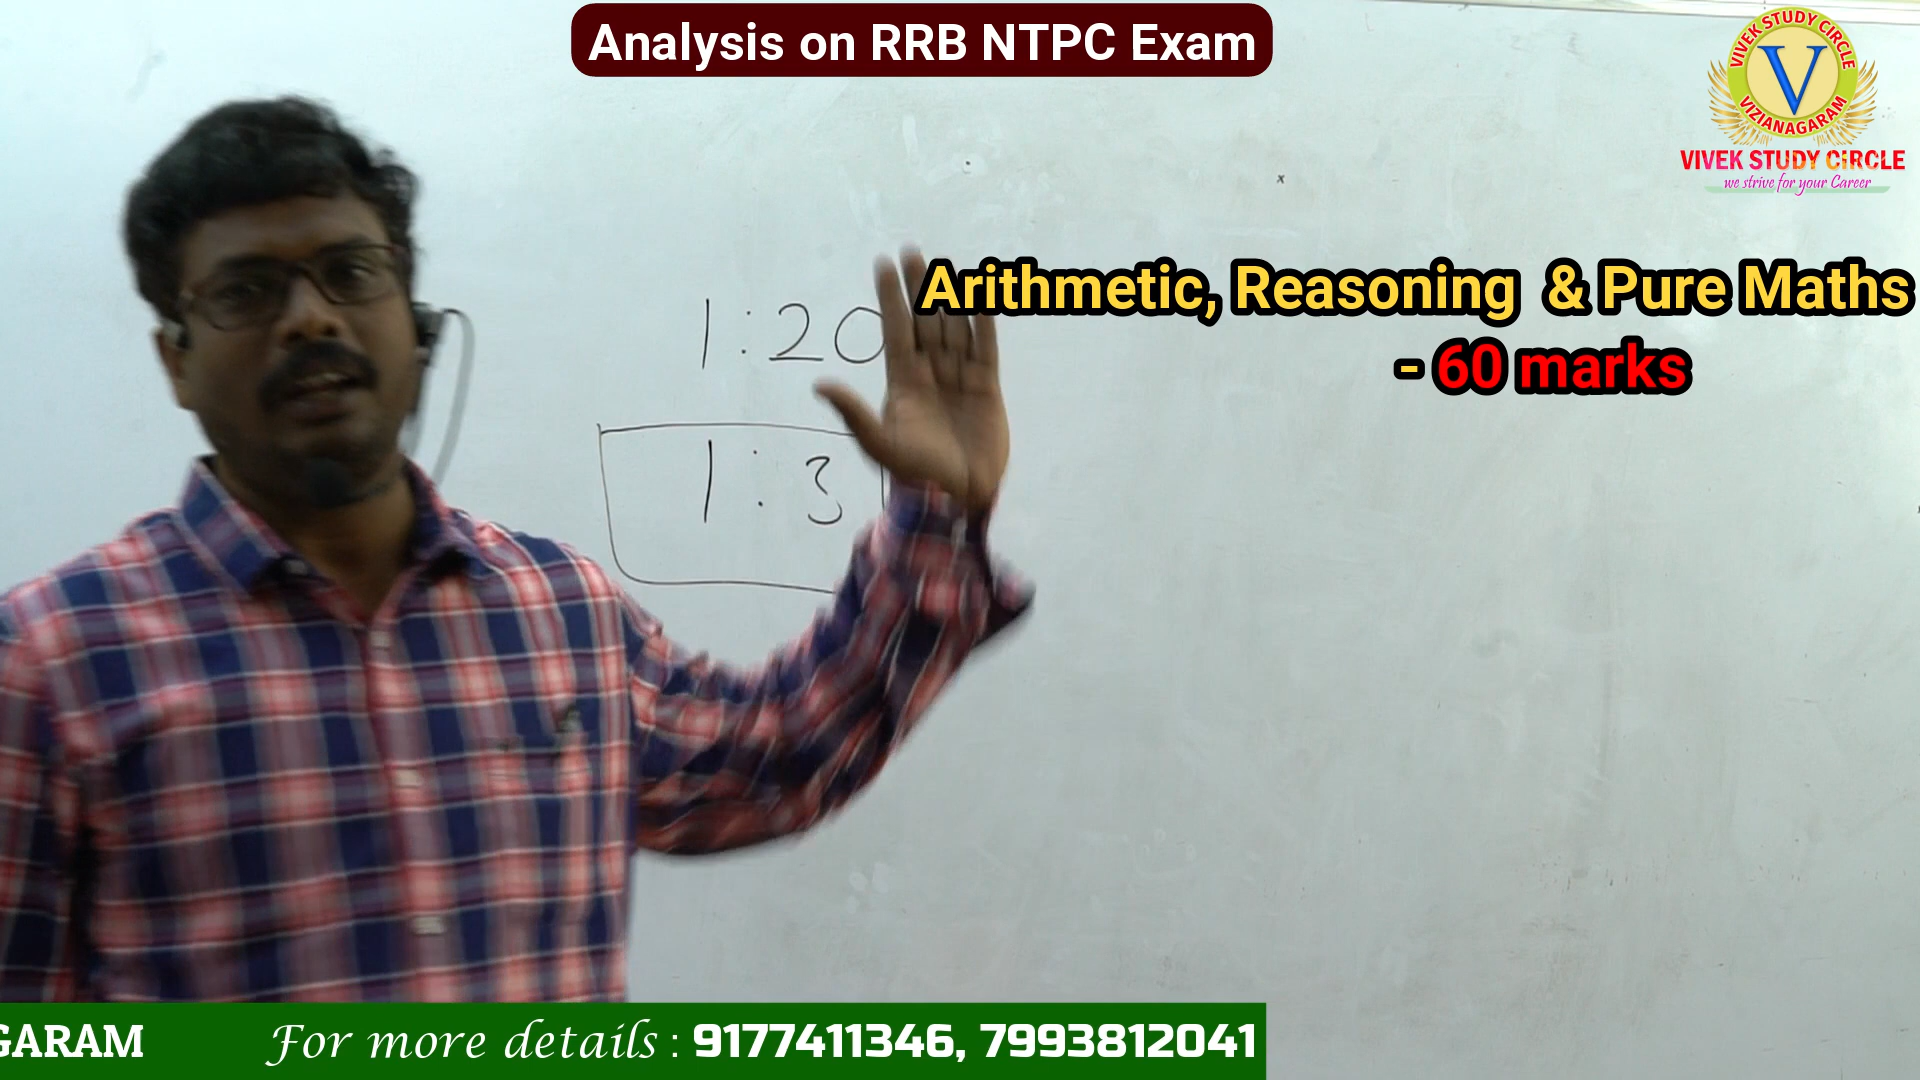 Analysis on RRB NTPC Exam
VIVEK STUDY CIRCLE
V
VIZIANAGARAM
VIVEK STUDY CIRCLE
we strive for your Career
Arithmetic, Reasoning & Pure Maths
- 60 marks
1:20
1:3
GARAM For more details : 9177411346, 7993812041